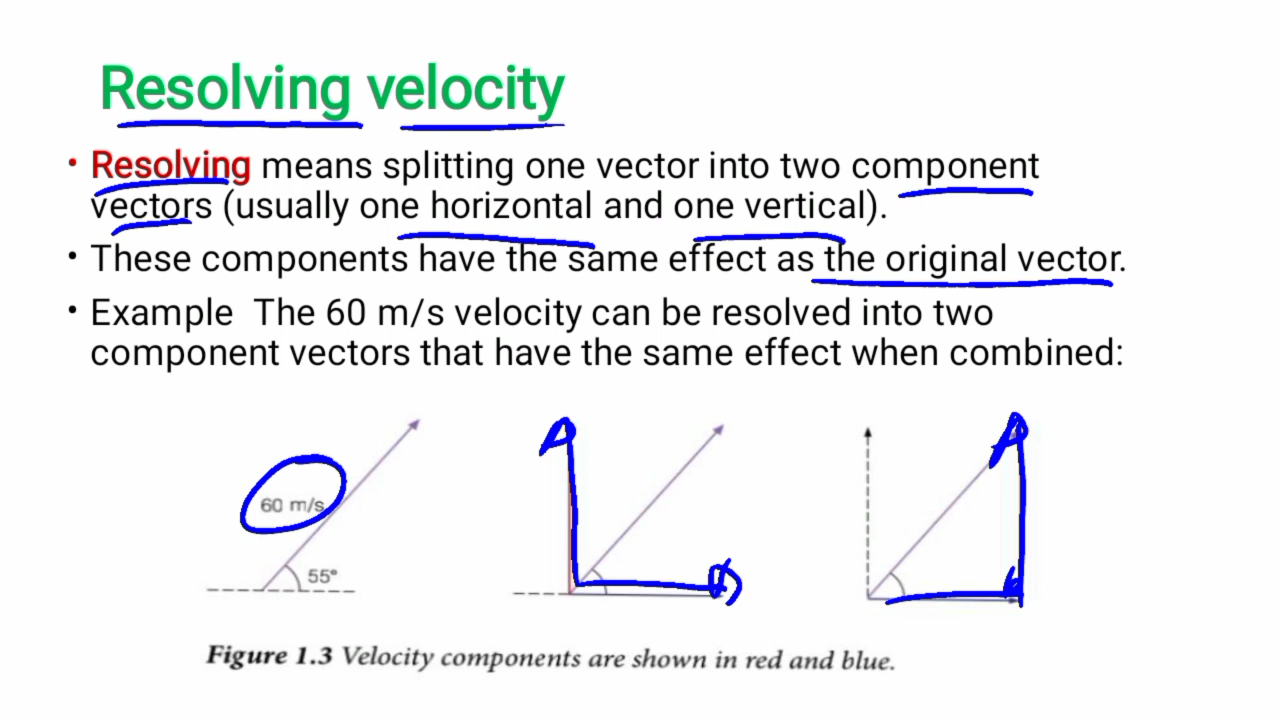 Resolving velocity
• Resolving means splitting one vector into two component
vectors (usually one horizontal and one vertical).
• These components have the same effect as the original vector.
• Example  The 60 m/s velocity can be resolved into two
component vectors that have the same effect when combined:
60 m/s
55°
Figure 1.3 Velocity components are shown in red and blue.